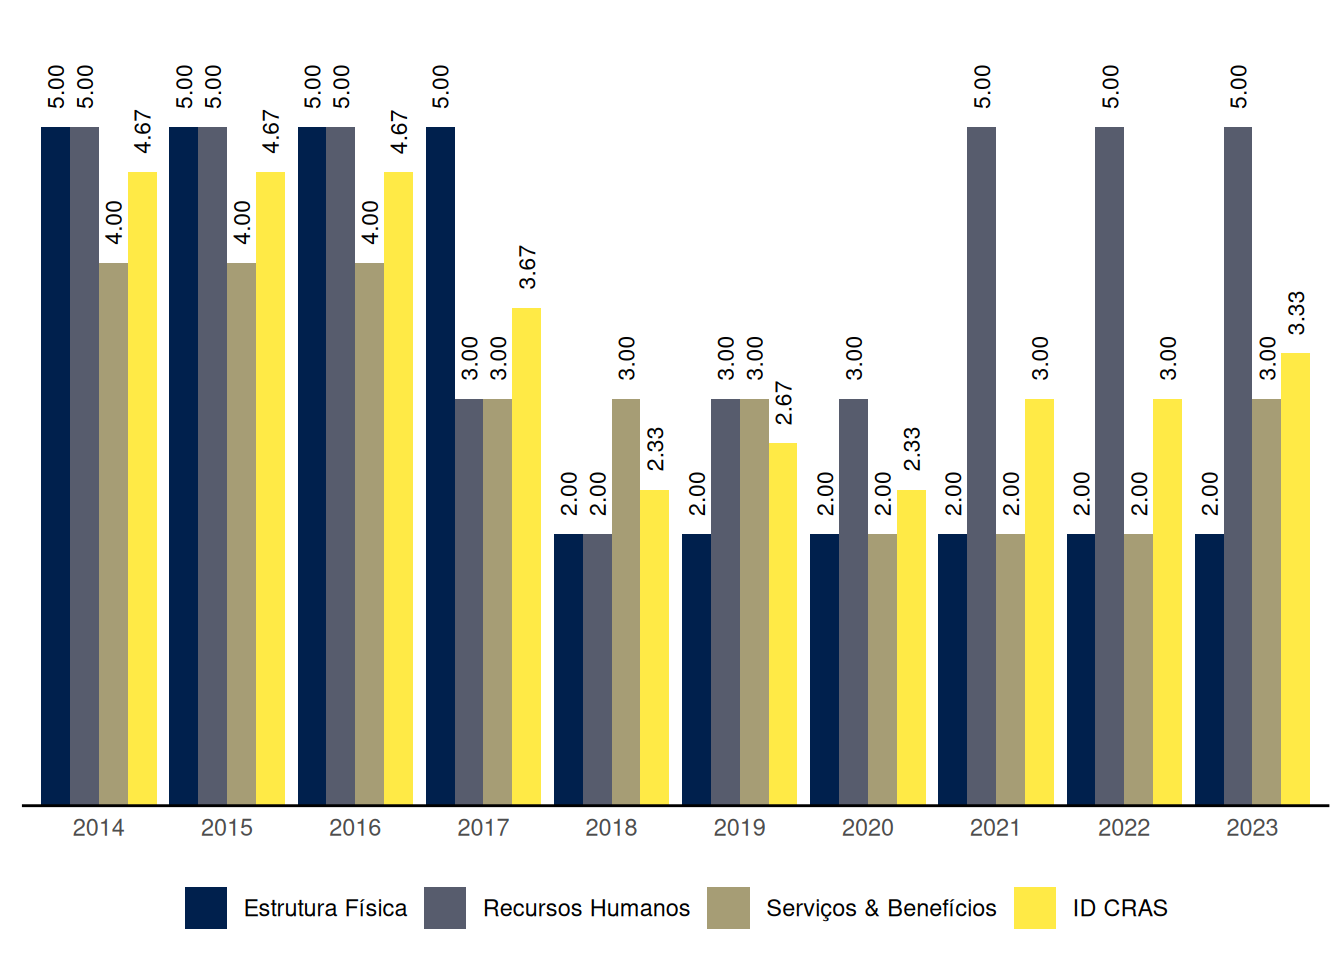 5.00 5.00 4.00 4.67 5.00 5.00 4.00 4.67 5.00 5.00 4.00 4.67 5.00 3.00 3.00 3.67 2.00 2.00 3.00 2.33 2.00 3.00 3.00 2.67 2.00 3.00 2.00 2.33 2.00 5.00 2.00 3.00 2.00 5.00 2.00 3.00 2.00 5.00 3.00 3.33
2014 2015 2016 2017 2018 2019 2020 2021 2022 2023
Estrutura Física Recursos Humanos Serviços & Benefícios ID CRAS